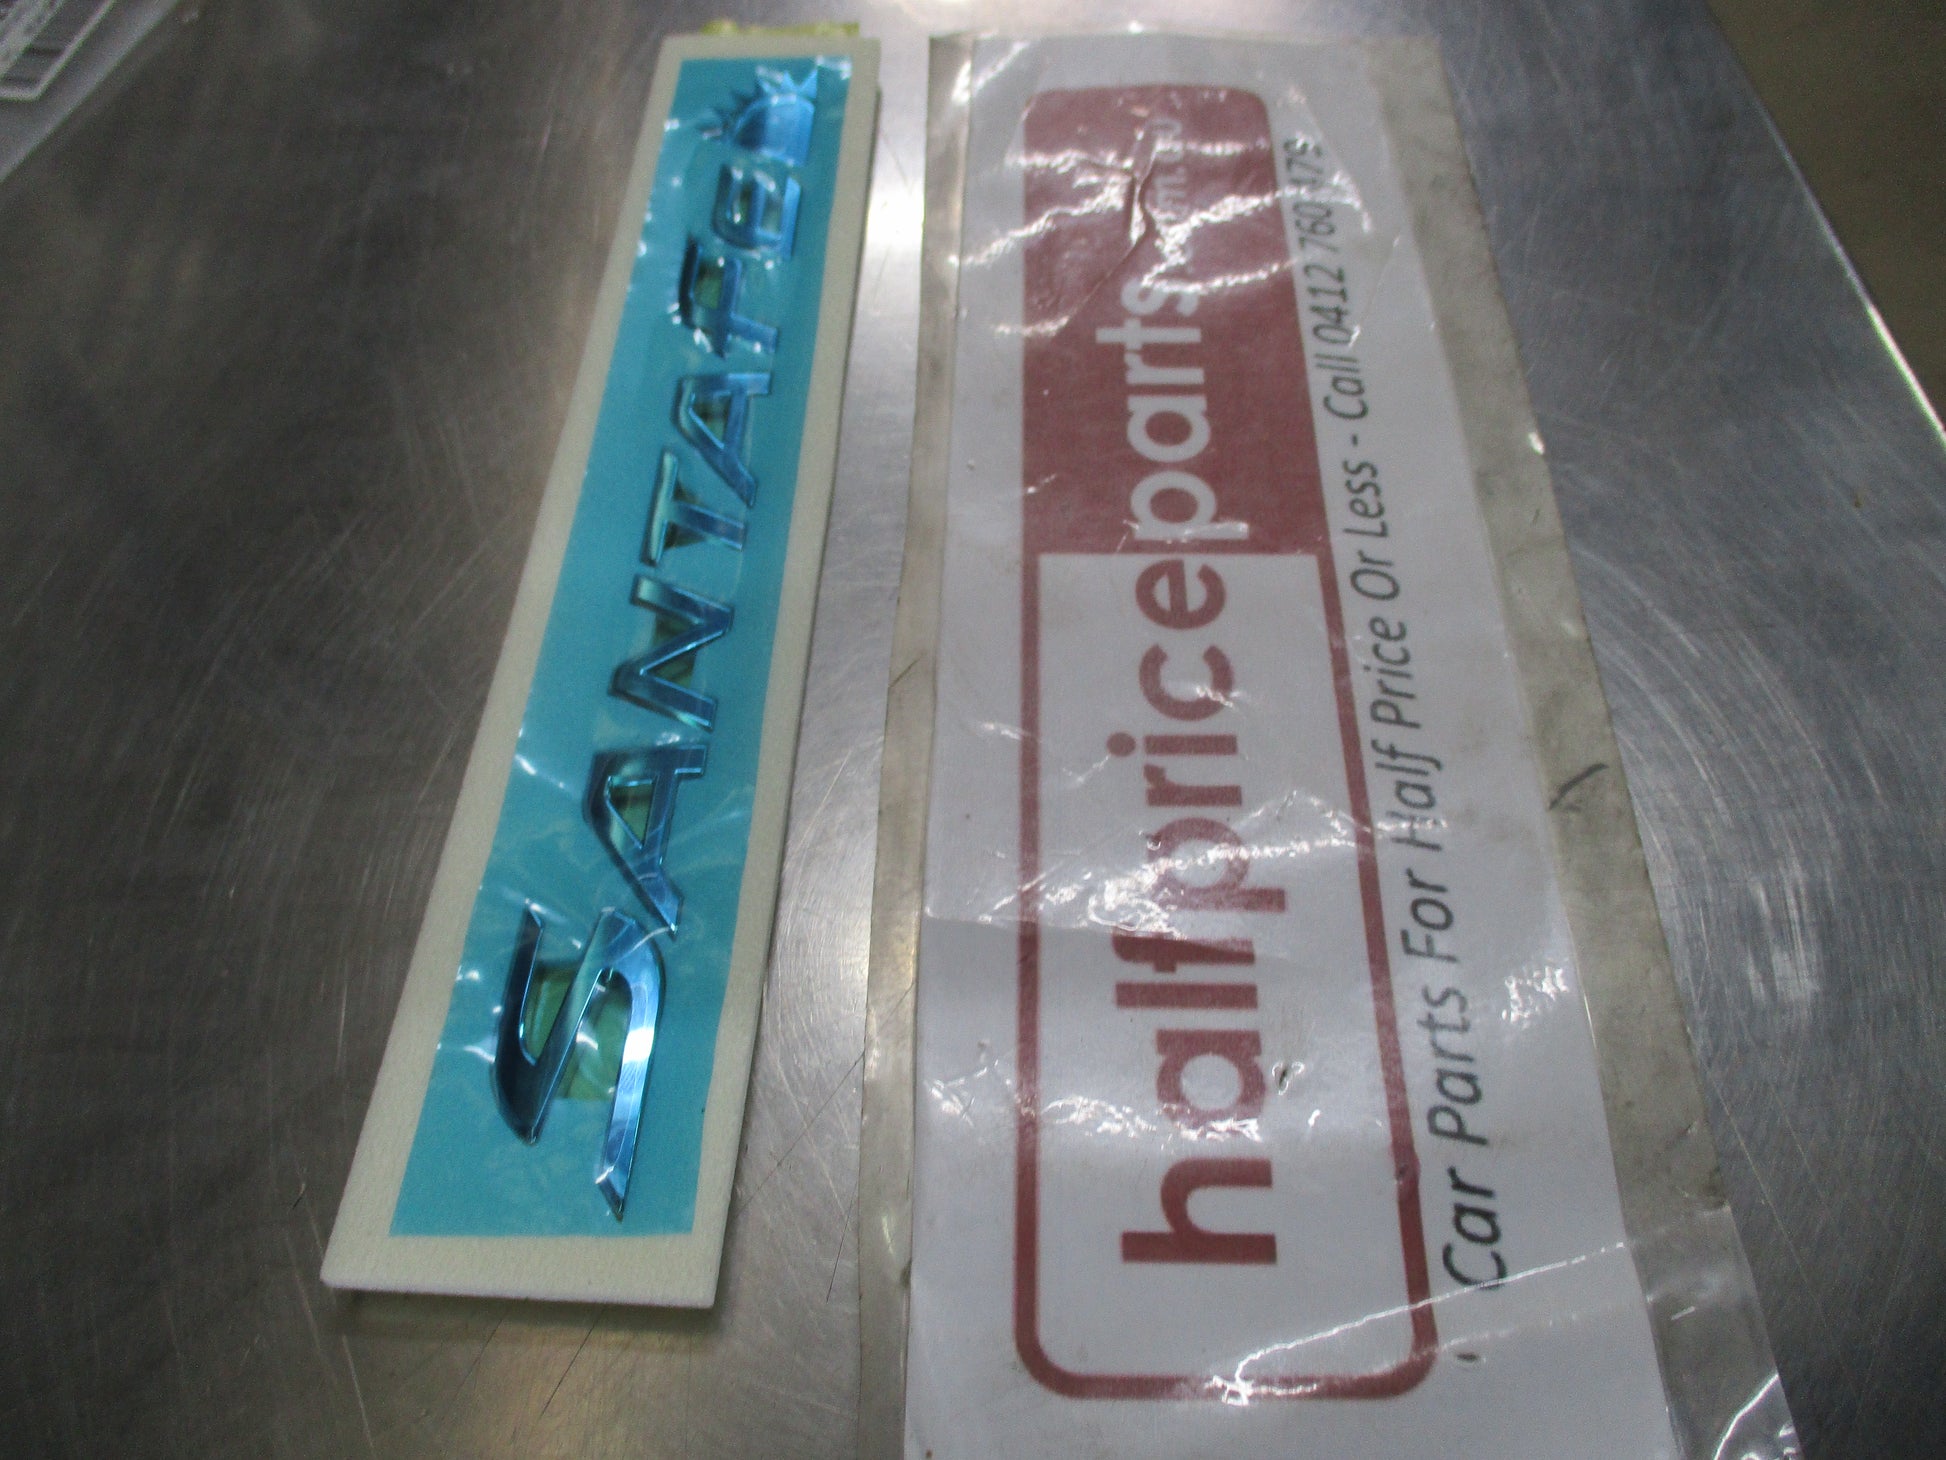 SANTAFe
halfpriceparts
Car Parts For Half Price Or Less - Call 0412 760 479